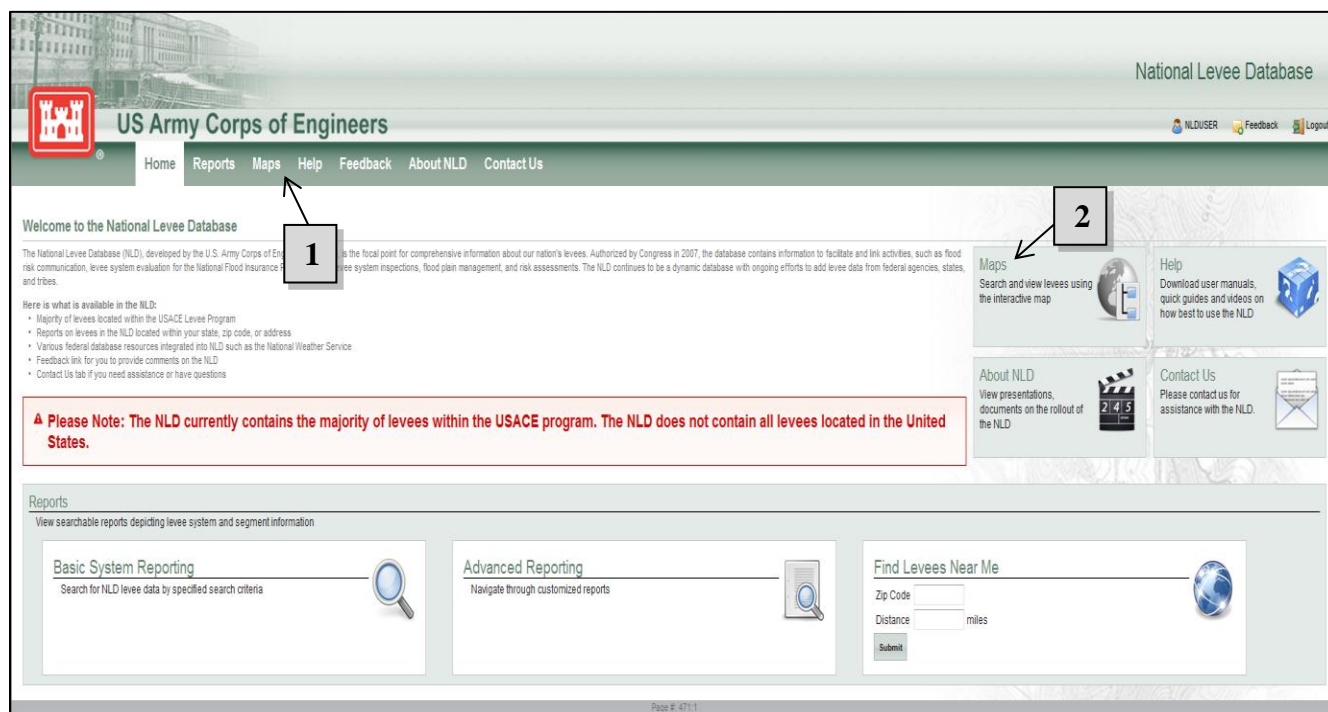 National Levee Database
US Army Corps of Engineers
®
NLDUSER Feedback Logout
Home Reports Maps Help Feedback About NLD Contact Us
1
2
Welcome to the National Levee Database
The National Levee Database (NLD), developed by the U.S. Army Corps of Eng is the focal point for comprehensive information about our nation's levees. Authorized by Congress in 2007, the database contains information to facilitate and link activities, such as flood
risk communication, levee system evaluation for the National Flood Insurance evee system inspections, flood plain management, and risk assessments. The NLD continues to be a dynamic database with ongoing efforts to add levee data from federal agencies, states,
and tribes.
Here is what is available in the NLD:
• Majority of levees located within the USACE Levee Program
• Reports on levees in the NLD located within your state, zip code, or address
• Various federal database resources integrated into NLD such as the National Weather Service
• Feedback link for you to provide comments on the NLD
• Contact Us tab if you need assistance or have questions
Maps
Search and view levees using
the interactive map
Help
Download user manuals,
quick guides and videos on
how best to use the NLD
About NLD
View presentations,
documents on the rollout of
the NLD
2 4 5
Contact Us
Please contact us for
assistance with the NLD.
Please Note: The NLD currently contains the majority of levees within the USACE program. The NLD does not contain all levees located in the United
States.
Reports
View searchable reports depicting levee system and segment information
Basic System Reporting
Search for NLD levee data by specified search criteria
Advanced Reporting
Navigate through customized reports
Find Levees Near Me
Zip Code
Distance miles
Submit
Page #: 471:1